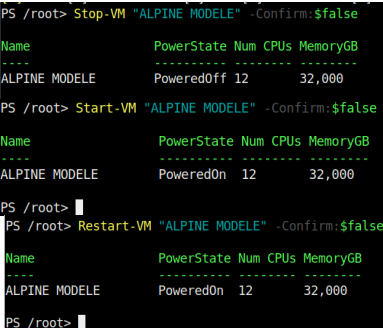 PS /root> Stop-VM "ALPINE MODELE" -Confirm:$false
Name PowerState Num CPUs MemoryGB
---- ---------- -------- --------
ALPINE MODELE PoweredOff 12 32,000
PS /root> Start-VM "ALPINE MODELE" -Confirm:$false
Name PowerState Num CPUs MemoryGB
---- ---------- -------- --------
ALPINE MODELE PoweredOn 12 32,000
PS /root>
PS /root> Restart-VM "ALPINE MODELE" -Confirm:$false
Name PowerState Num CPUs MemoryGB
---- ---------- -------- --------
ALPINE MODELE PoweredOn 12 32,000
PS /root>